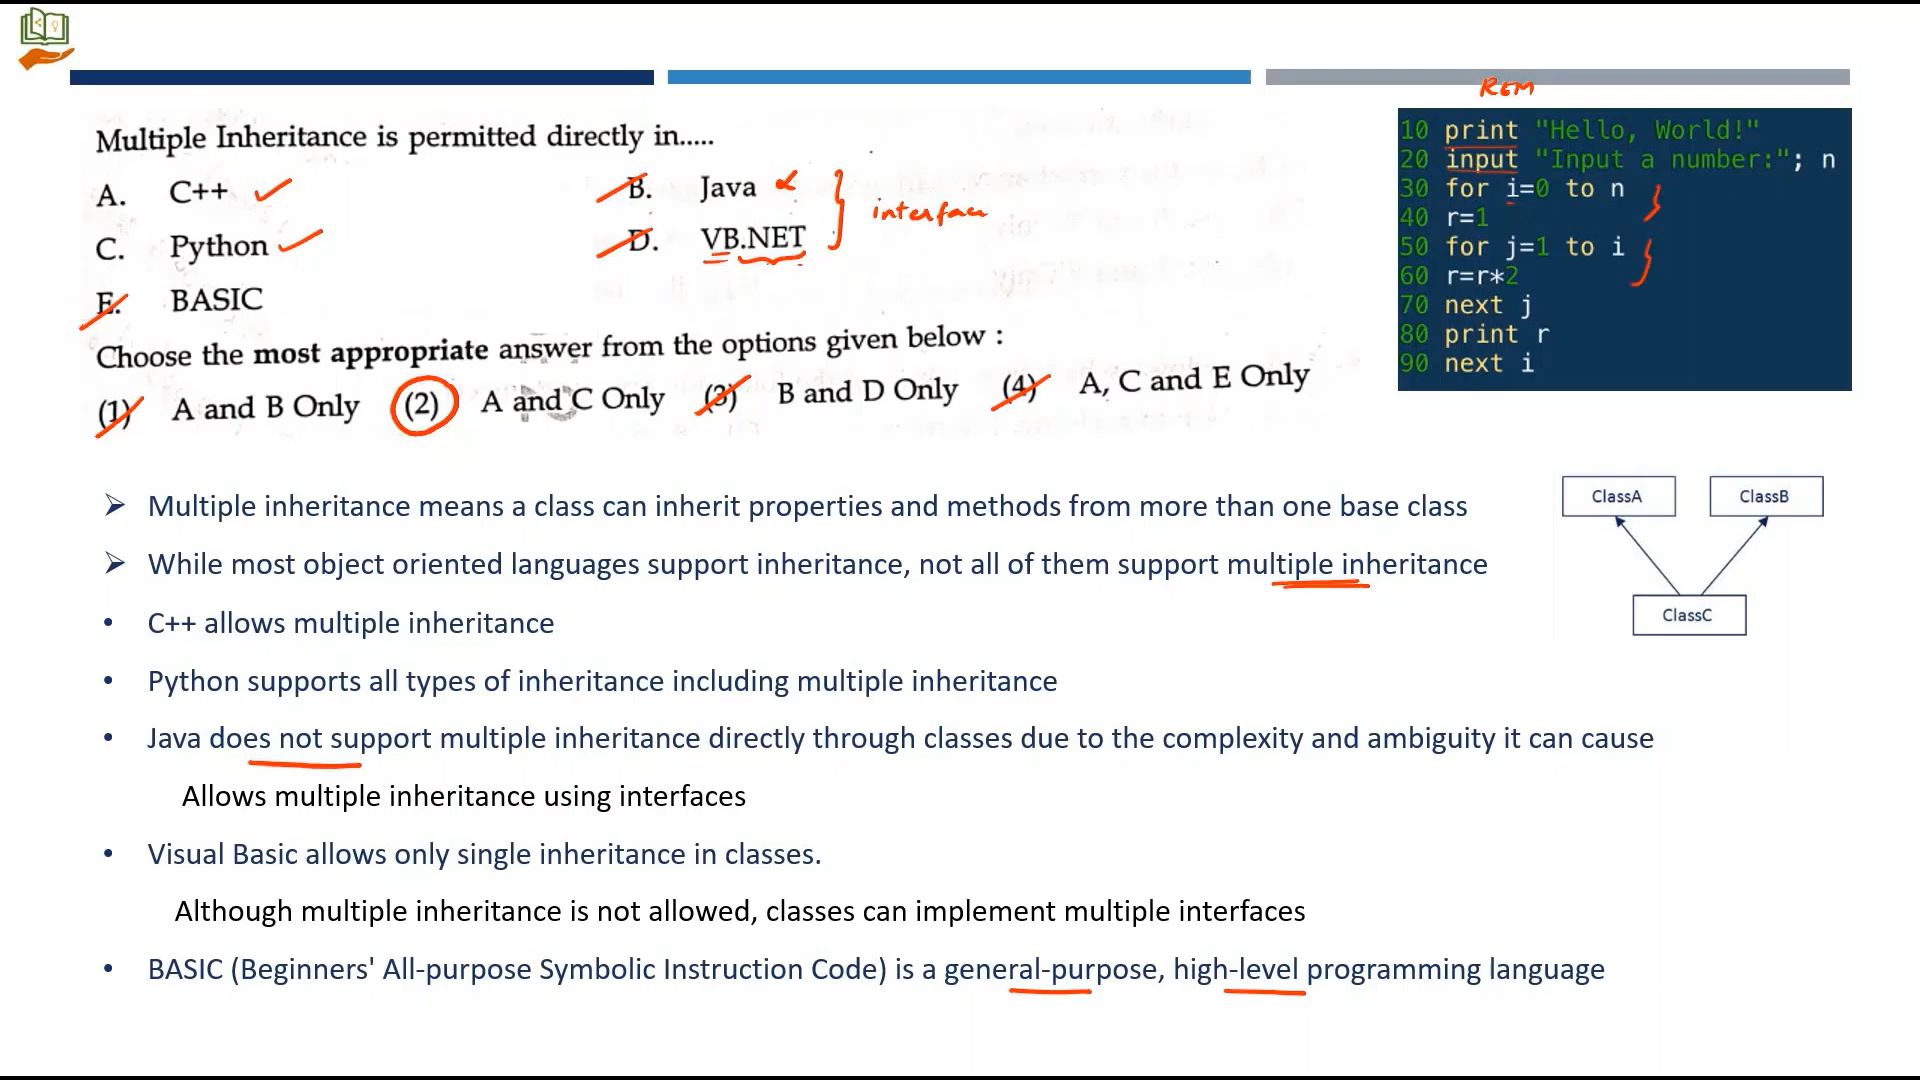 REM
Multiple Inheritance is permitted directly in.....
A. C++ B. Java
interface
C. Python D. VB.NET
E. BASIC
Choose the most appropriate answer from the options given below :
(1) A and B Only (2) A and C Only (3) B and D Only (4) A, C and E Only
10 print "Hello, World!"
20 input "Input a number:"; n
30 for i=0 to n
40 r=1
50 for j=1 to i
60 r=r*2
70 next j
80 print r
90 next i
➢ Multiple inheritance means a class can inherit properties and methods from more than one base class
➢ While most object oriented languages support inheritance, not all of them support multiple inheritance
• C++ allows multiple inheritance
• Python supports all types of inheritance including multiple inheritance
• Java does not support multiple inheritance directly through classes due to the complexity and ambiguity it can cause
Allows multiple inheritance using interfaces
• Visual Basic allows only single inheritance in classes.
Although multiple inheritance is not allowed, classes can implement multiple interfaces
• BASIC (Beginners' All-purpose Symbolic Instruction Code) is a general-purpose, high-level programming language
ClassA ClassB
ClassC